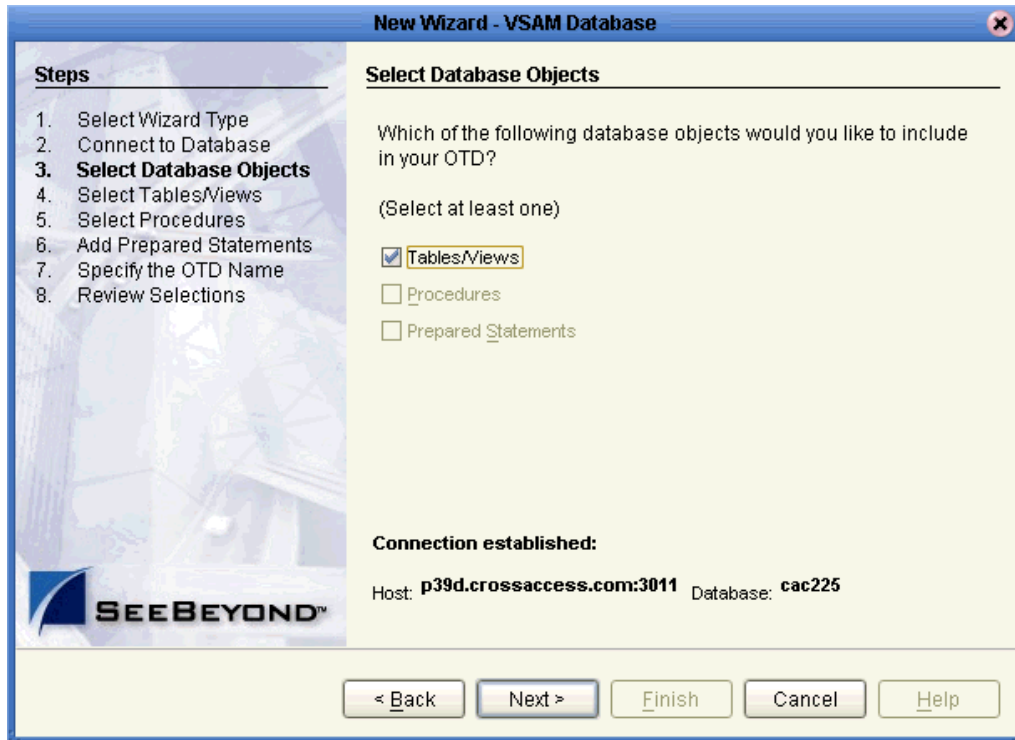 New Wizard - VSAM Database
Steps
1. Select Wizard Type
2. Connect to Database
3. Select Database Objects
4. Select Tables/Views
5. Select Procedures
6. Add Prepared Statements
7. Specify the OTD Name
8. Review Selections
SEEBEYOND™
Select Database Objects
Which of the following database objects would you like to include
in your OTD?
(Select at least one)
Tables/Views
Procedures
Prepared Statements
Connection established:
Host: p39d.crossaccess.com:3011 Database: cac225
< Back Next > Finish Cancel Help